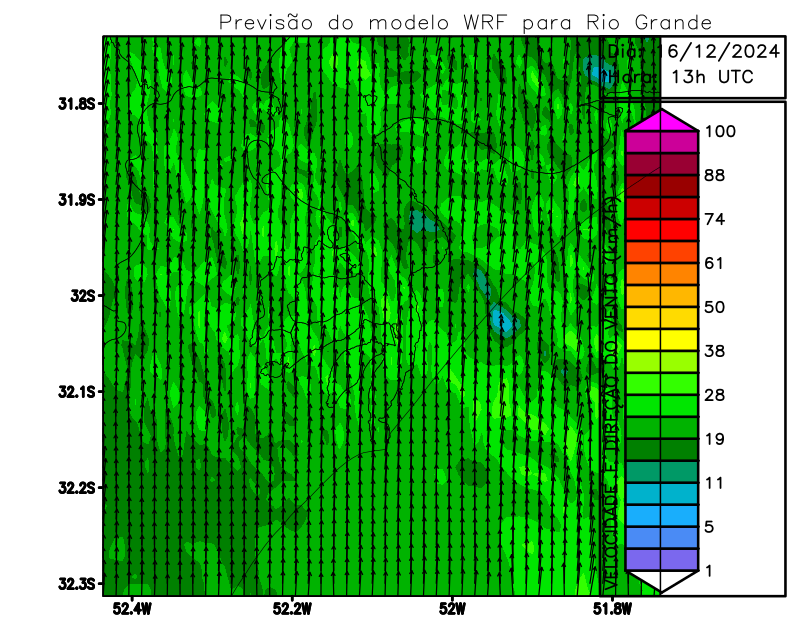 Previsão do modelo WRF para Rio Grande
Dia: 16/12/2024
Hora: 13h UTC
VELOCIDADE E DIREÇÃO DO VENTO (km/h)
100
88
74
61
50
38
28
19
11
5
1
31.8S
31.9S
32S
32.1S
32.2S
32.3S
52.4W
52.2W
52W
51.8W